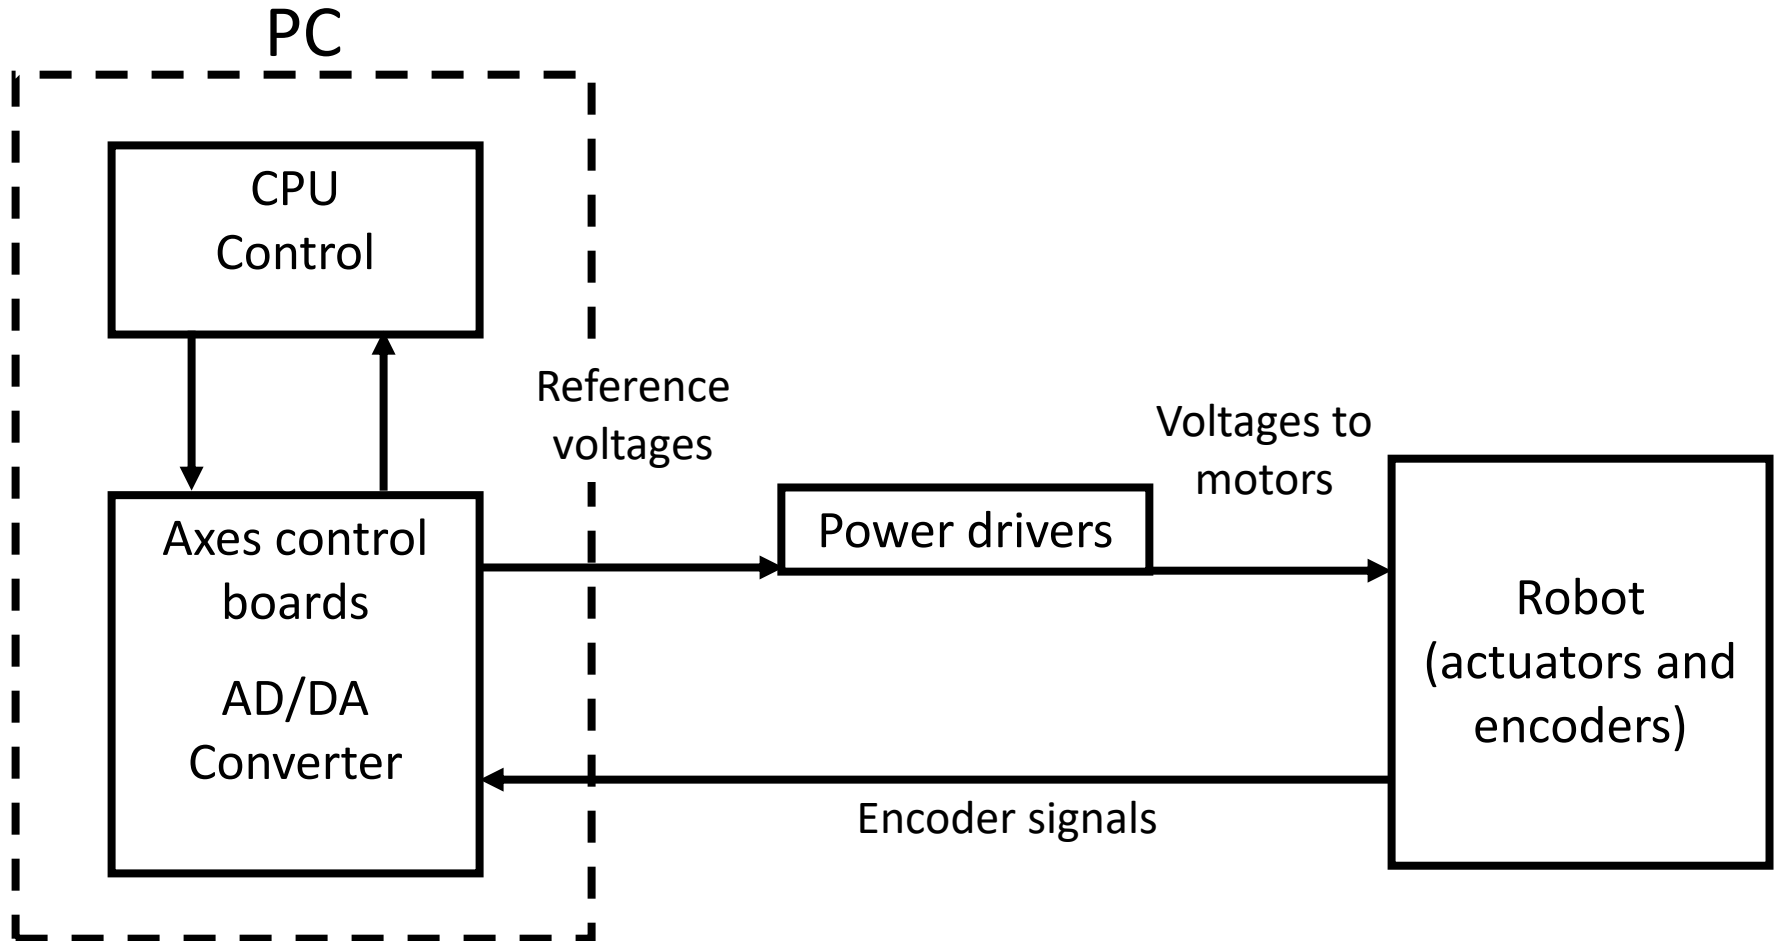 PC
CPU
Control
Reference
voltages
Voltages to
motors
Axes control
boards
AD/DA
Converter
Power drivers
Robot
(actuators and
encoders)
Encoder signals